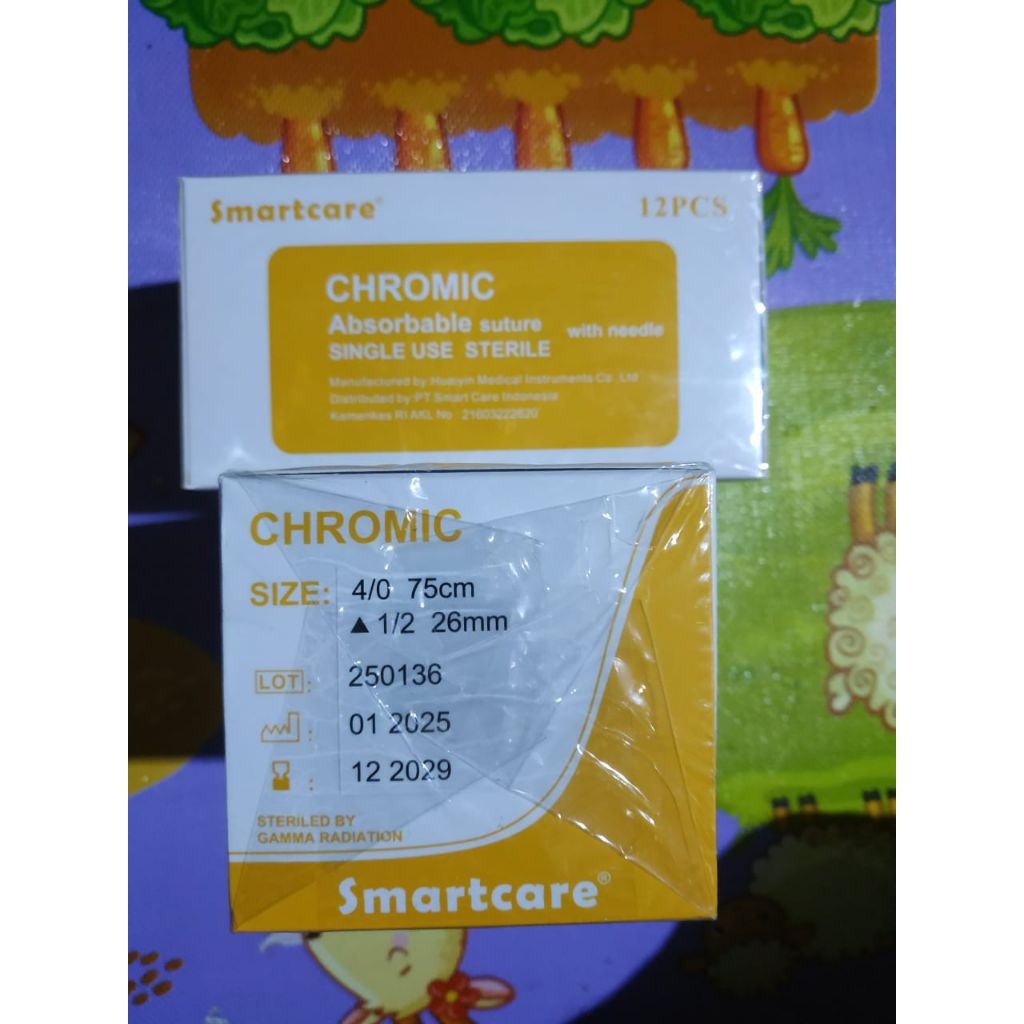 Smartcare®
12PCS
CHROMIC
Absorbable suture with needle
SINGLE USE STERILE
Manufactured by:Huaiyin Medical Instruments Co., Ltd
Distributed by:PT.Smart Care Indonesia
Kemenkes RI AKL No : 21603222620
CHROMIC
SIZE: 4/0 75cm
▲ 1/2 26mm
LOT : 250136
: 01 2025
: 12 2029
STERILED BY
GAMMA RADIATION
Smartcare®